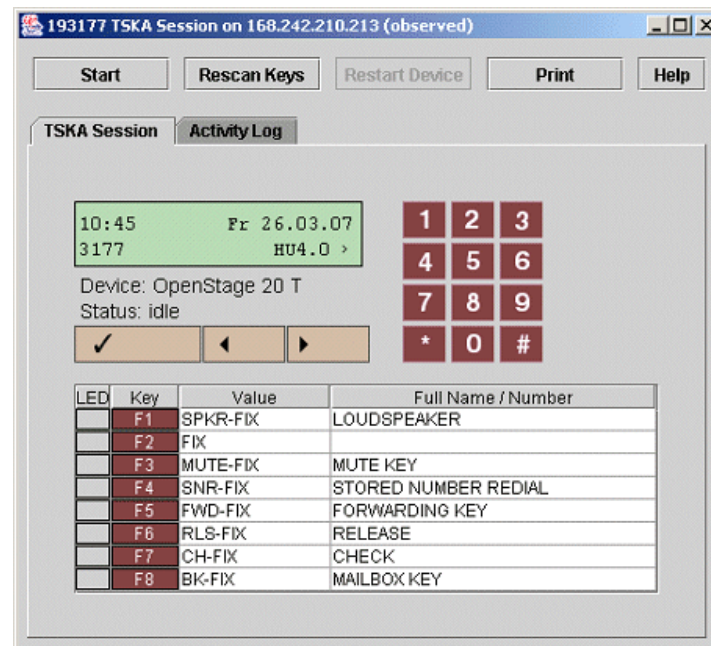 193177 TSKA Session on 168.242.210.213 (observed)
Start Rescan Keys Restart Device Print Help
TSKA Session Activity Log
10:45 Fr 26.03.07
3177 HU4.0 >
Device: OpenStage 20 T
Status: idle
1 2 3
4 5 6
7 8 9
* 0 #
LED Key Value Full Name / Number
F1 SPKR-FIX LOUDSPEAKER
F2 FIX
F3 MUTE-FIX MUTE KEY
F4 SNR-FIX STORED NUMBER REDIAL
F5 FWD-FIX FORWARDING KEY
F6 RLS-FIX RELEASE
F7 CH-FIX CHECK
F8 BK-FIX MAILBOX KEY